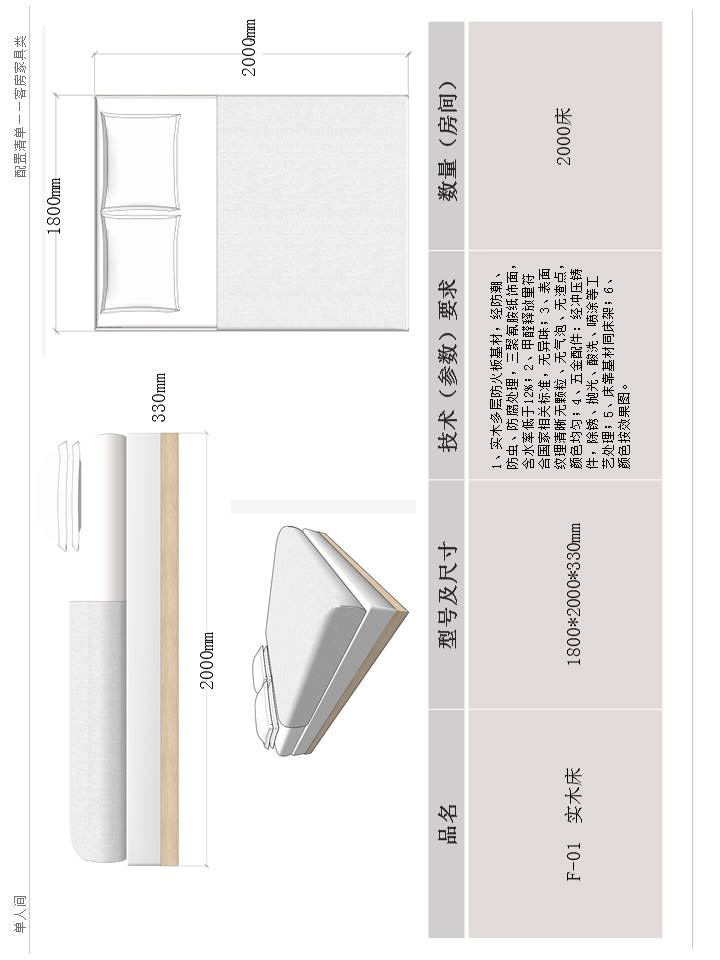 单人间
配置清单——客房家具类
330mm
2000mm
1800mm
2000mm
品名
型号及尺寸
技术（参数）要求
数量（房间）
F-01 实木床
1800*2000*330mm
1、实木多层防火板基材，经防潮、
防虫、防腐处理，三聚氰胺纸饰面，
含水率低于12%；2、甲醛释放里符
合国家相关标准，无异味；3、表面
纹理清晰无颗粒、无气泡、无渣点，
颜色均匀；4、五金配件：经冲压铸
件，除锈、抛光、酸洗、喷涂等工
艺处理；5、床靠基材同床架；6、
颜色按效果图。
2000床